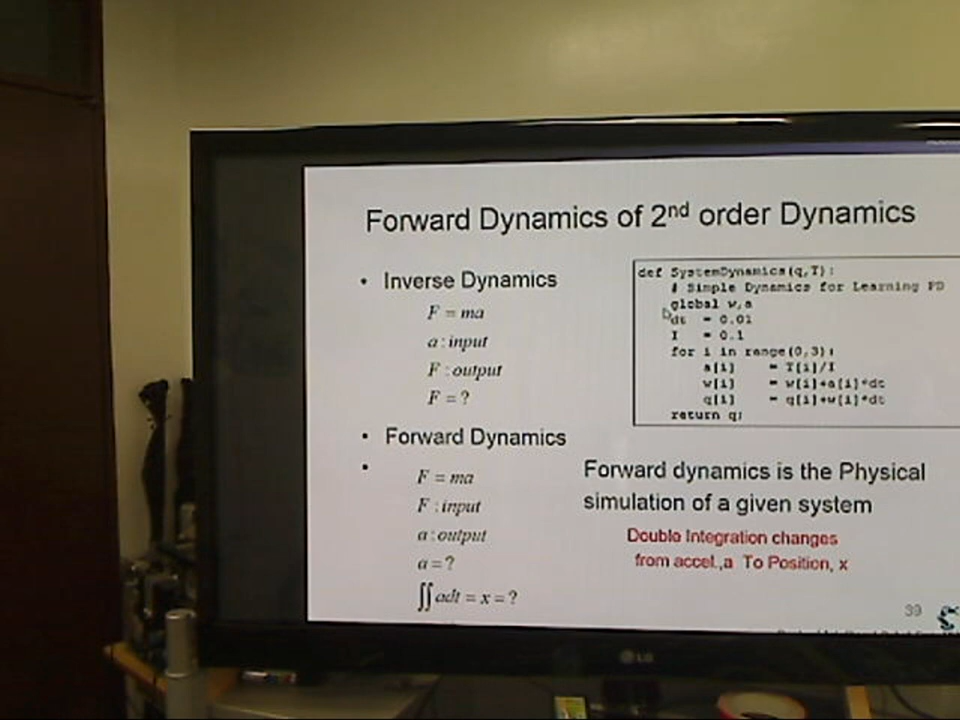 Forward Dynamics of 2nd order Dynamics
• Inverse Dynamics
F = ma
a : input
F : output
F = ?
def SystemDynamics(q,T):
# Simple Dynamics for Learning PD
global w,a
dt = 0.01
I = 0.1
for i in range(0,3):
a[i] = T[i]/I
w[i] = w[i]+a[i]*dt
q[i] = q[i]+w[i]*dt
return q;
• Forward Dynamics
•
F = ma
F : input
a : output
a = ?
∬ adt = x = ?
Forward dynamics is the Physical
simulation of a given system
Double Integration changes
from accel.,a To Position, x
39
LG